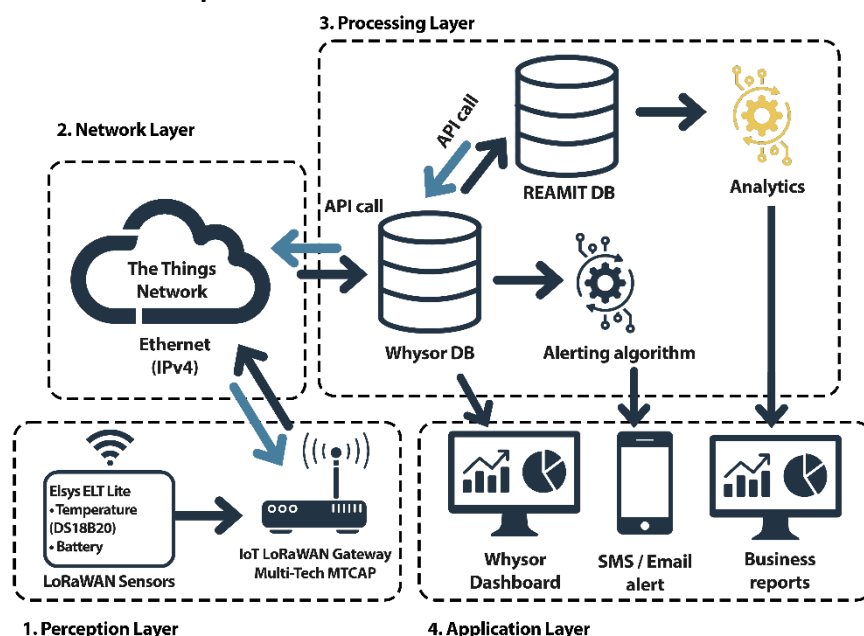 3. Processing Layer
API call
REAMIT DB
Analytics
2. Network Layer
API call
The Things
Network
Ethernet
(IPv4)
Whysor DB
Alerting algorithm
Elsys ELT Lite
• Temperature
(DS18B20)
• Battery
LoRaWAN Sensors
IoT LoRaWAN Gateway
Multi-Tech MTCAP
Whysor
Dashboard
SMS / Email
alert
Business
reports
1. Perception Layer
4. Application Layer